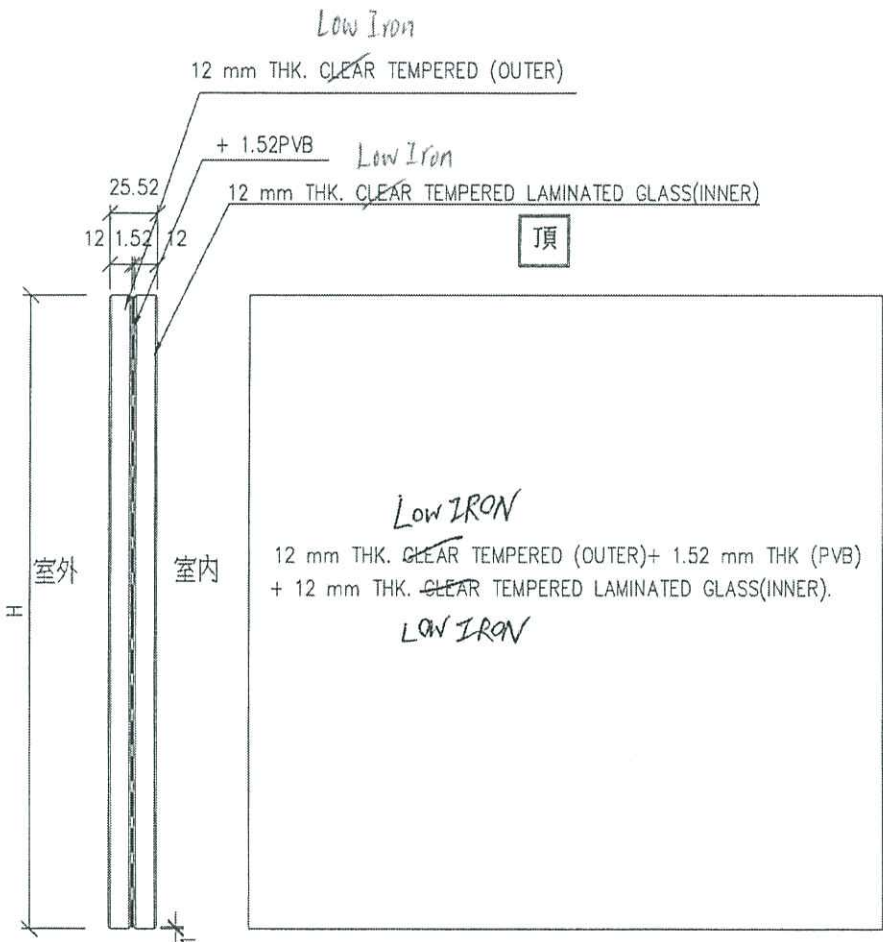 Low Iron
12 mm THK. CLEAR TEMPERED (OUTER)
+ 1.52PVB
Low Iron
12 mm THK. CLEAR TEMPERED LAMINATED GLASS(INNER)
25.52
12 1.52 12
頂
室外
室內
H
Low IRON
12 mm THK. CLEAR TEMPERED (OUTER)+ 1.52 mm THK (PVB)
+ 12 mm THK. CLEAR TEMPERED LAMINATED GLASS(INNER).
LOW IRON